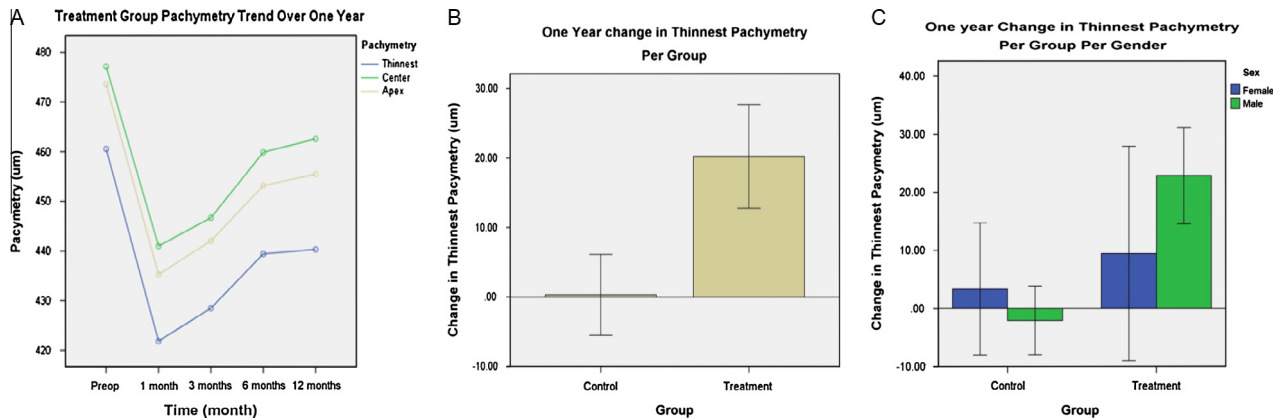 A
Treatment Group Pachymetry Trend Over One Year
Pachymetry
Thinnest
Center
Apex
480
470
460
450
440
430
420
Pacymetry (um)
Preop 1 month 3 months 6 months 12 months
Time (month)
B
One Year change in Thinnest Pachymetry
Per Group
30.00
20.00
10.00
.00
-10.00
Change in Thinnest Pacymetry (um)
Control Treatment
Group
C
One year Change in Thinnest Pachymetry
Per Group Per Gender
Sex
Female
Male
40.00
30.00
20.00
10.00
.00
-10.00
Change in Thinnest Pacymetry (um)
Control Treatment
Group